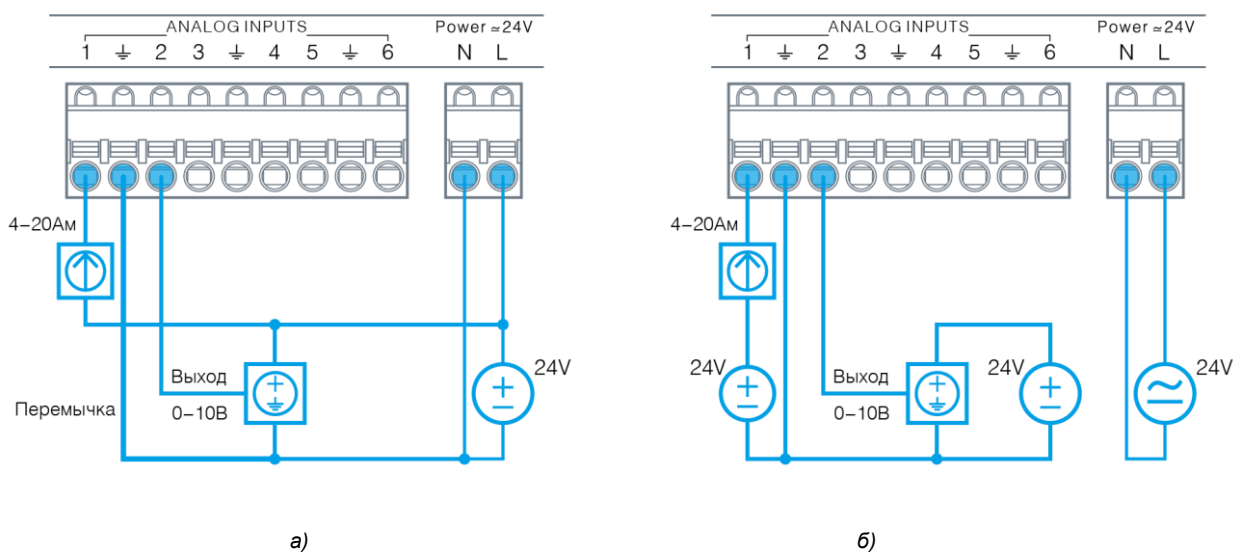 ANALOG INPUTS Power ≃24V
1 ⏚ 2 3 ⏚ 4 5 ⏚ 6 N L
4–20Ам
24V
Выход
0–10В
Перемычка
а)
ANALOG INPUTS Power ≃24V
1 ⏚ 2 3 ⏚ 4 5 ⏚ 6 N L
4–20Ам
24V
Выход
0–10В
24V
24V
б)